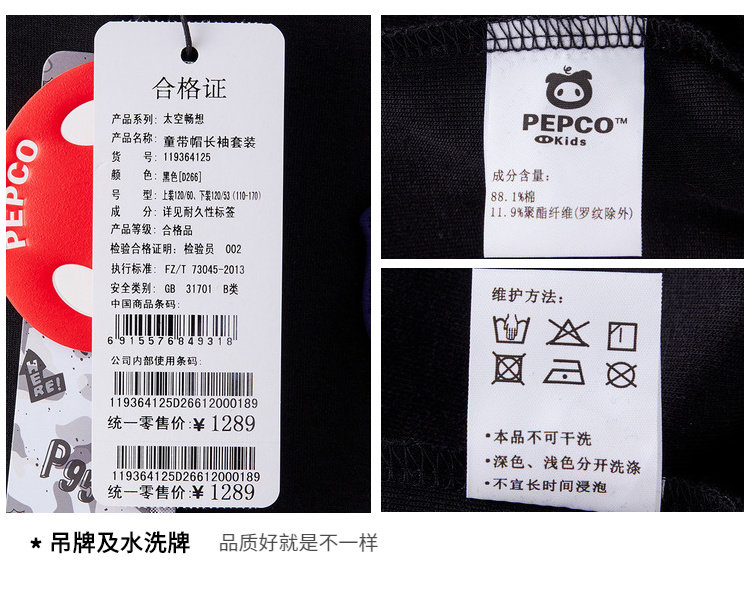 合格证
产品系列: 太空畅想
产品名称: 童带帽长袖套装
货 号: 119364125
颜 色: 黑色[D266]
号 型: 上装120/60、下装120/53 (110-170)
成 分: 详见耐久性标签
产品等级: 合格品
检验合格证明: 检验员 002
执行标准: FZ/T 73045-2013
安全类别: GB 31701 B类
中国商品条码:
6915576849318
公司内部使用条码:
119364125D26612000189
统一零售价:¥ 1289
119364125D26612000189
统一零售价:¥ 1289
PEPCO
HERE!
PEPCO™
Kids
成分含量:
88.1%棉
11.9%聚酯纤维(罗纹除外)
维护方法:
•本品不可干洗
•深色、浅色分开洗涤
•不宜长时间浸泡
* 吊牌及水洗牌 品质好就是不一样